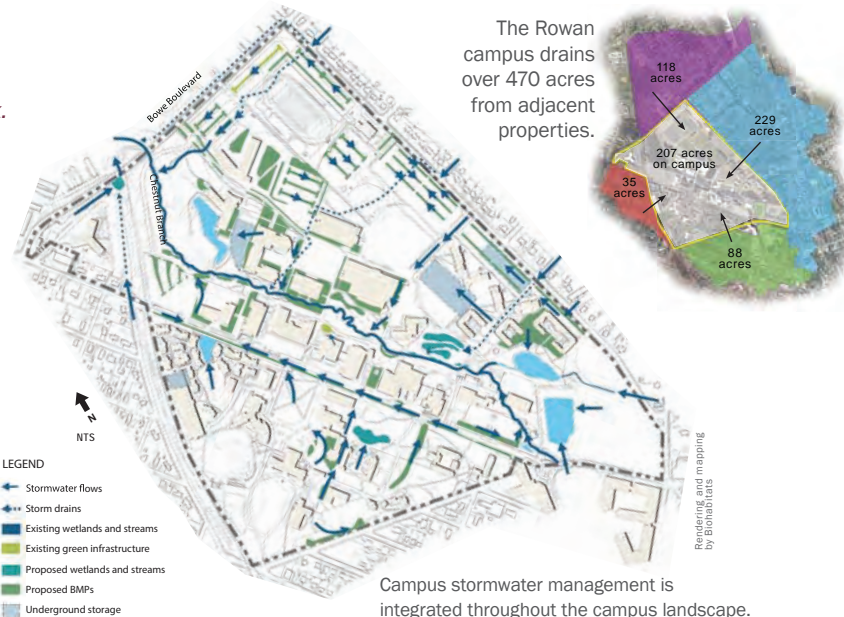 t.
The Rowan
campus drains
over 470 acres
from adjacent
properties.
118
acres
229
acres
207 acres
on campus
35
acres
88
acres
Bowe Boulevard
Chestnut Branch
N
NTS
LEGEND
Stormwater flows
Storm drains
Existing wetlands and streams
Existing green infrastructure
Proposed wetlands and streams
Proposed BMPs
Underground storage
Rendering and mapping
by Biohabitats
Campus stormwater management is
integrated throughout the campus landscape.